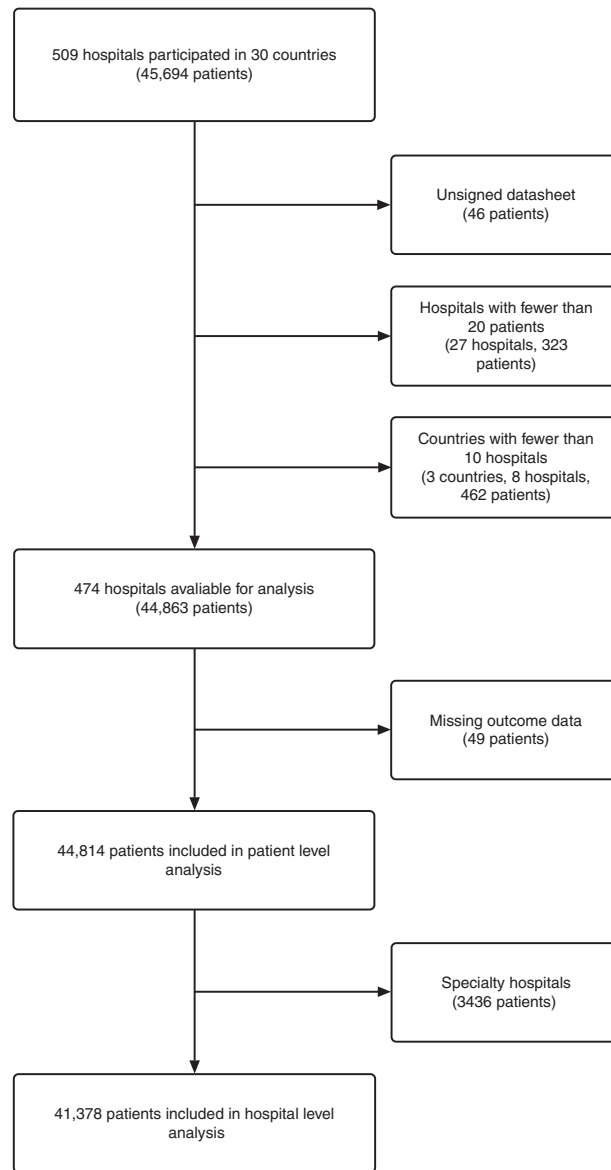 509 hospitals participated in 30 countries
(45,694 patients)
Unsigned datasheet
(46 patients)
Hospitals with fewer than
20 patients
(27 hospitals, 323
patients)
Countries with fewer than
10 hospitals
(3 countries, 8 hospitals,
462 patients)
474 hospitals avaliable for analysis
(44,863 patients)
Missing outcome data
(49 patients)
44,814 patients included in patient level
analysis
Specialty hospitals
(3436 patients)
41,378 patients included in hospital level
analysis